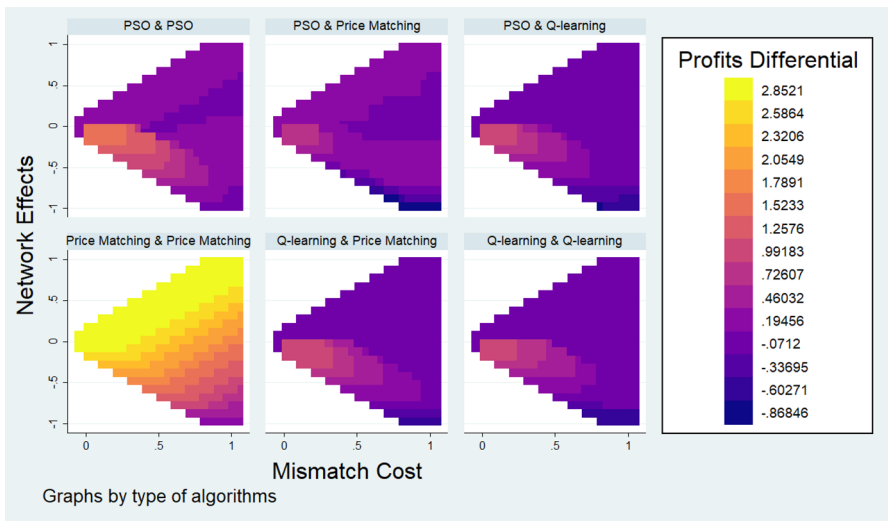 PSO & PSO
PSO & Price Matching
PSO & Q-learning
Price Matching & Price Matching
Q-learning & Price Matching
Q-learning & Q-learning
1
.5
0
-.5
-1
1
.5
0
-.5
-1
Network Effects
0 .5 1
0 .5 1
0 .5 1
Mismatch Cost
Graphs by type of algorithms
Profits Differential
2.8521
2.5864
2.3206
2.0549
1.7891
1.5233
1.2576
.99183
.72607
.46032
.19456
-.0712
-.33695
-.60271
-.86846